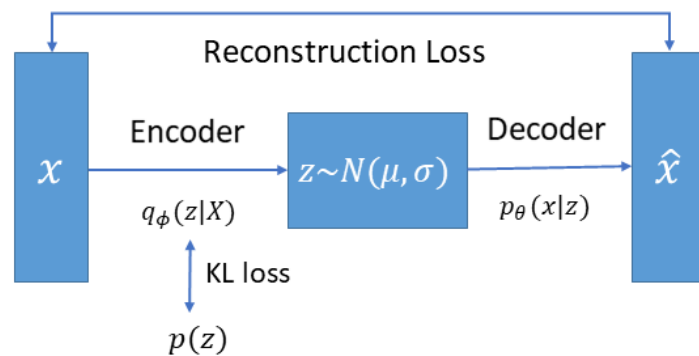 Reconstruction Loss
Encoder
Decoder
x
z~N(μ, σ)
x̂
q_ϕ(z|X)
p_θ(x|z)
KL loss
p(z)